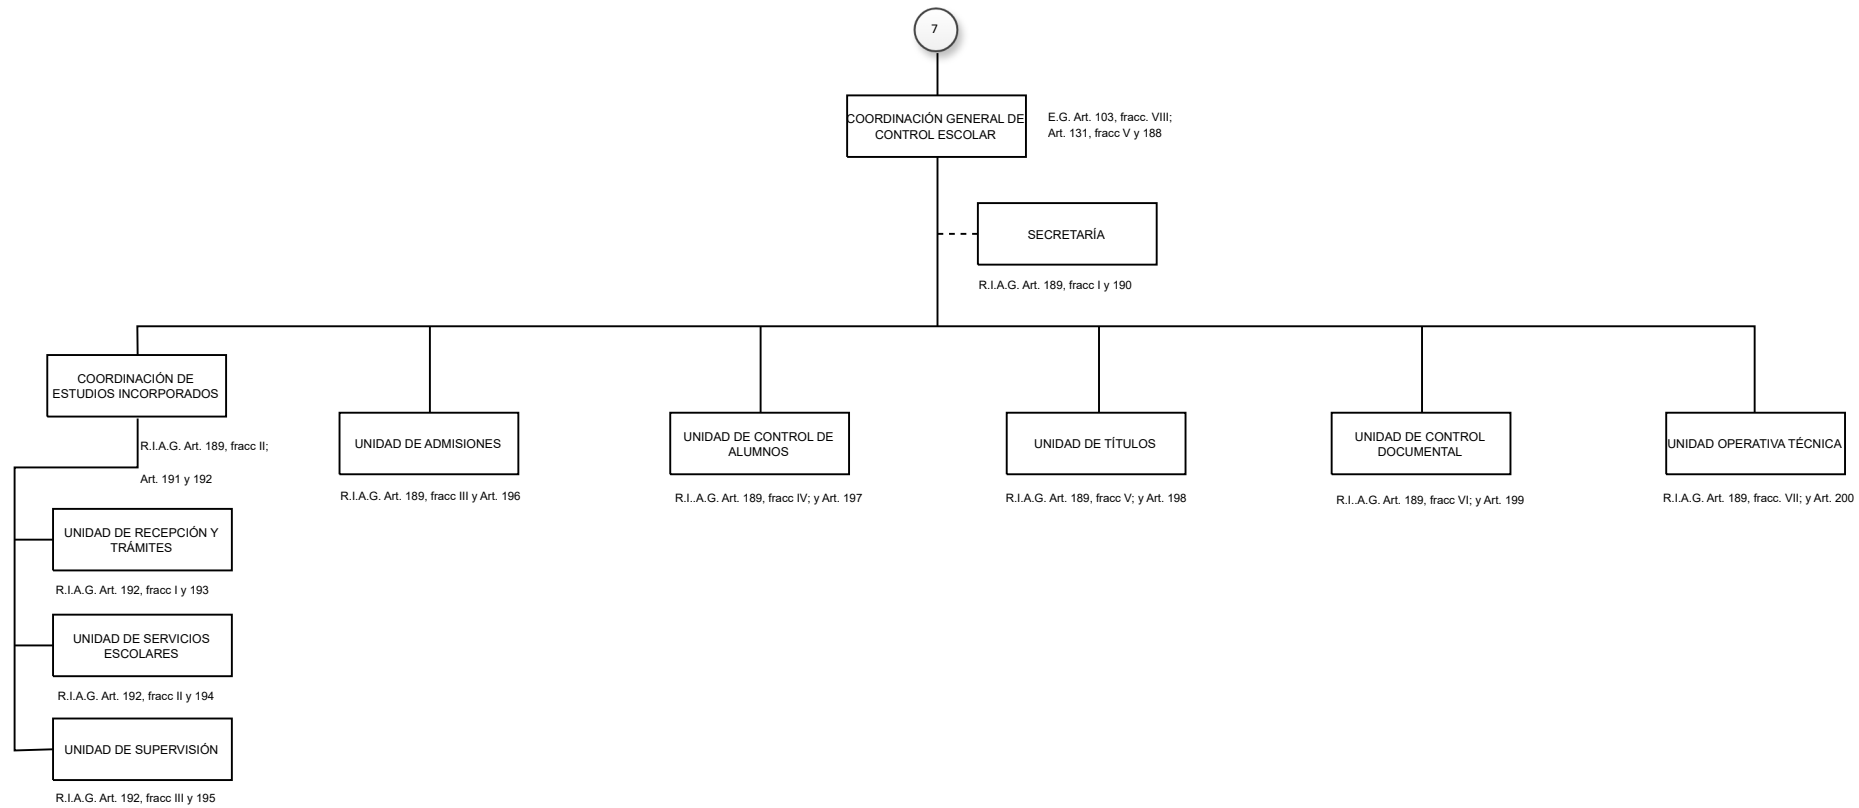 7
COORDINACIÓN GENERAL DE
CONTROL ESCOLAR
E.G. Art. 103, fracc. VIII;
Art. 131, fracc V y 188
SECRETARÍA
R.I.A.G. Art. 189, fracc I y 190
COORDINACIÓN DE
ESTUDIOS INCORPORADOS
R.I.A.G. Art. 189, fracc II;
Art. 191 y 192
UNIDAD DE RECEPCIÓN Y
TRÁMITES
R.I.A.G. Art. 192, fracc I y 193
UNIDAD DE SERVICIOS
ESCOLARES
R.I.A.G. Art. 192, fracc II y 194
UNIDAD DE SUPERVISIÓN
R.I.A.G. Art. 192, fracc III y 195
UNIDAD DE ADMISIONES
R.I.A.G. Art. 189, fracc III y Art. 196
UNIDAD DE CONTROL DE
ALUMNOS
R.I..A.G. Art. 189, fracc IV; y Art. 197
UNIDAD DE TÍTULOS
R.I.A.G. Art. 189, fracc V; y Art. 198
UNIDAD DE CONTROL
DOCUMENTAL
R.I..A.G. Art. 189, fracc VI; y Art. 199
UNIDAD OPERATIVA TÉCNICA
R.I.A.G. Art. 189, fracc. VII; y Art. 200